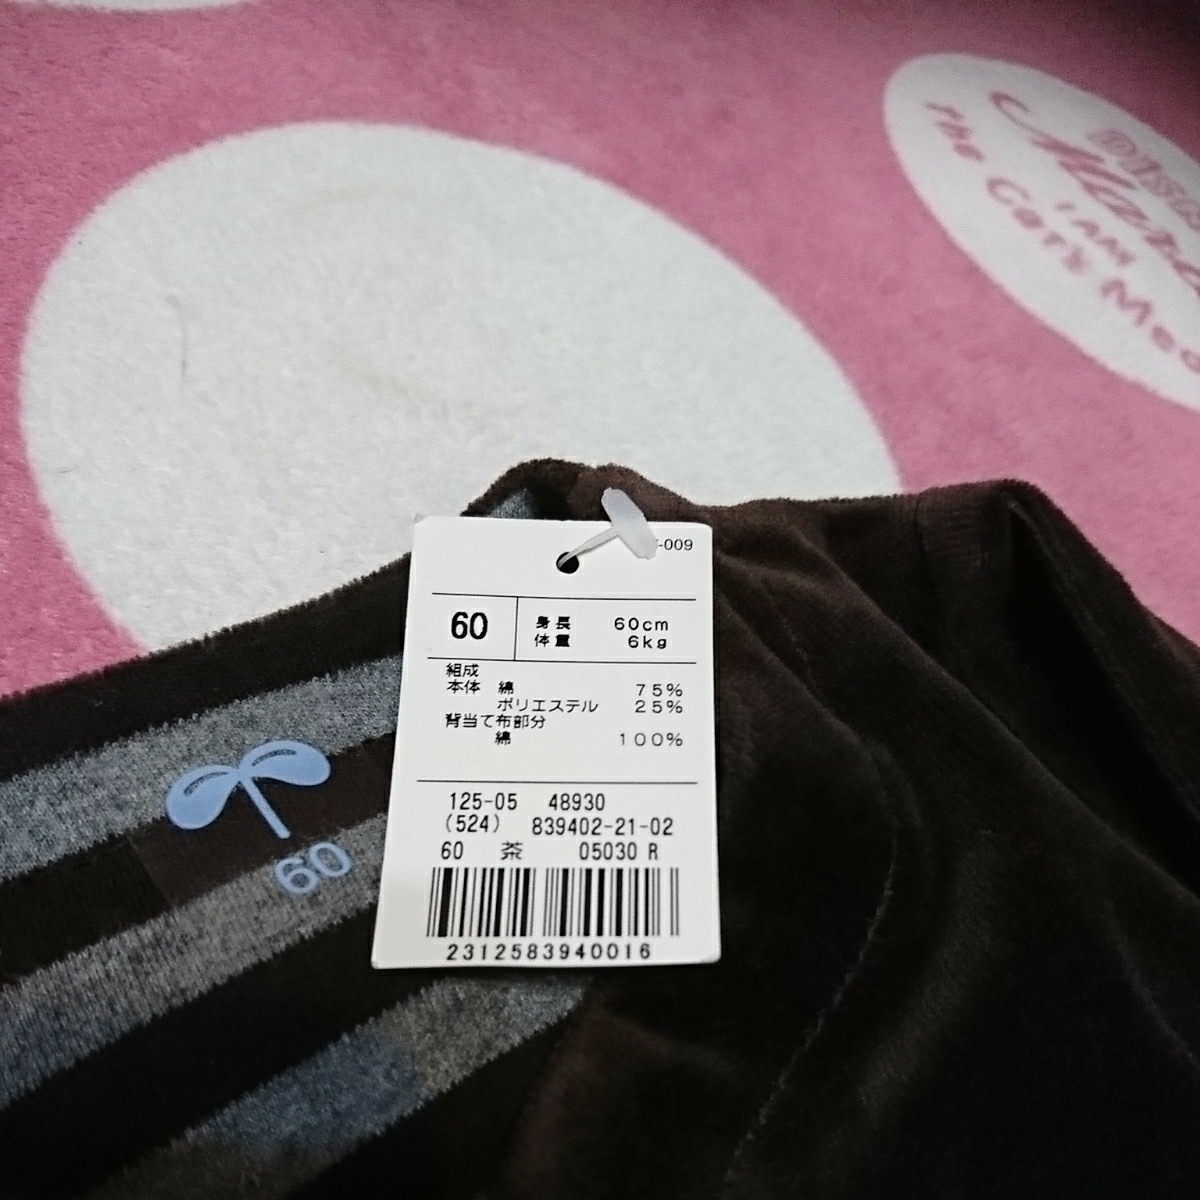 Marie
I AM
the Cat's Meo
-009
60
身長 60cm
体重 6kg
組成
本体 綿 75%
ポリエステル 25%
背当て布部分
綿 100%
125-05 48930
(524) 839402-21-02
60 茶 05030 R
2312583940016
60